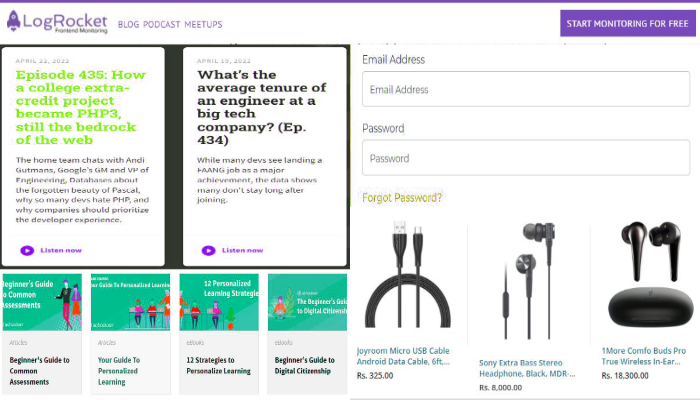 LogRocket
Frontend Monitoring
BLOG PODCAST MEETUPS
START MONITORING FOR FREE
APRIL 22, 2022
Episode 435: How
a college extra-
credit project
became PHP3,
still the bedrock
of the web
The home team chats with Andi
Gutmans, Google's GM and VP of
Engineering, Databases about
the forgotten beauty of Pascal,
why so many devs hate PHP, and
why companies should prioritize
the developer experience.
Listen now
APRIL 19, 2022
What's the
average tenure of
an engineer at a
big tech
company? (Ep.
434)
While many devs see landing a
FAANG job as a major
achievement, the data shows
many don't stay long after
joining.
Listen now
Email Address
Email Address
Password
Password
Forgot Password?
Beginner's Guide
to Common
Assessments
Articles
Beginner's Guide to
Common
Assessments
Your Guide To Personalized Learning
Articles
Your Guide To
Personalized
Learning
12 Personalized
Learning Strategie
eBooks
12 Strategies to
Personalize Learning
The Beginner's Gui
to Digital Citizenshi
eBooks
Beginner's Guide to
Digital Citizenship
Joyroom Micro USB Cable
Android Data Cable, 6ft,...
Rs. 325.00
Sony Extra Bass Stereo
Headphone, Black, MDR-...
Rs. 8,000.00
1More Comfo Buds Pro
True Wireless In-Ear...
Rs. 18,300.00